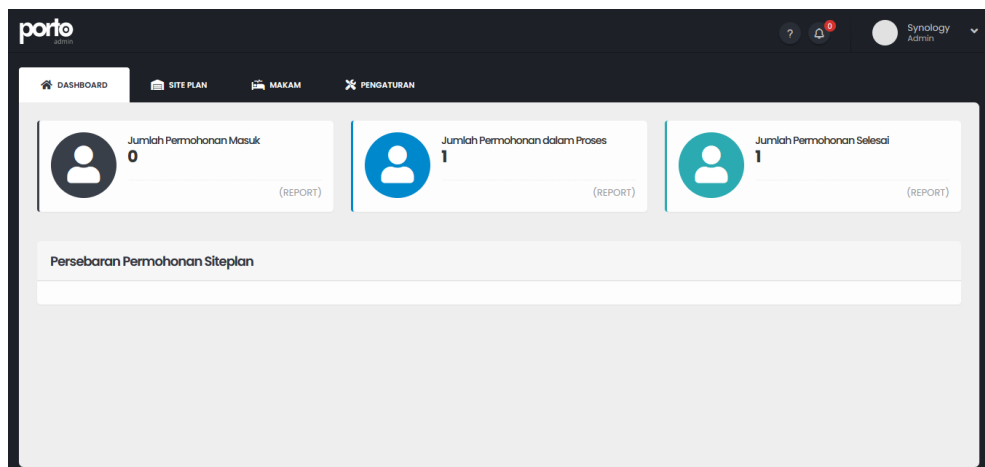 porto
admin
?
0
Synology
Admin
DASHBOARD
SITE PLAN
MAKAM
PENGATURAN
Jumlah Permohonan Masuk
0
(REPORT)
Jumlah Permohonan dalam Proses
1
(REPORT)
Jumlah Permohonan Selesai
1
(REPORT)
Persebaran Permohonan Siteplan